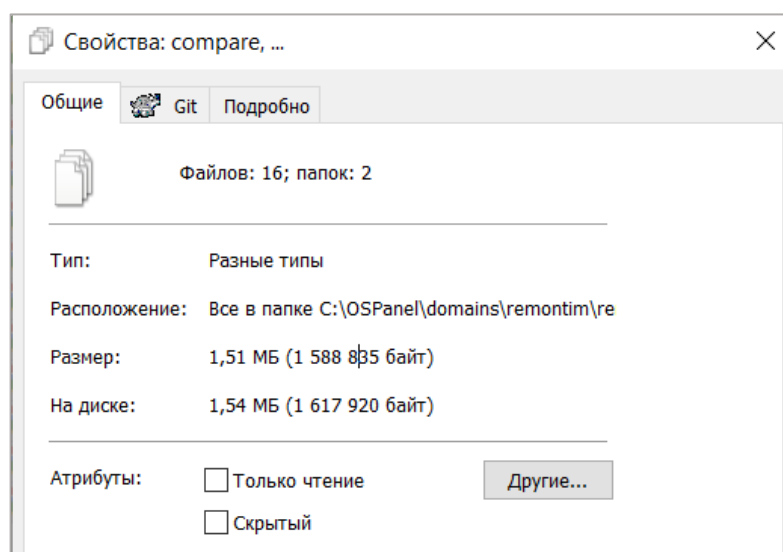 Свойства: compare, ...
Общие Git Подробно
Файлов: 16; папок: 2
Тип: Разные типы
Расположение: Все в папке C:\OSPanel\domains\remontim\re
Размер: 1,51 МБ (1 588 835 байт)
На диске: 1,54 МБ (1 617 920 байт)
Атрибуты: Только чтение Другие...
Скрытый